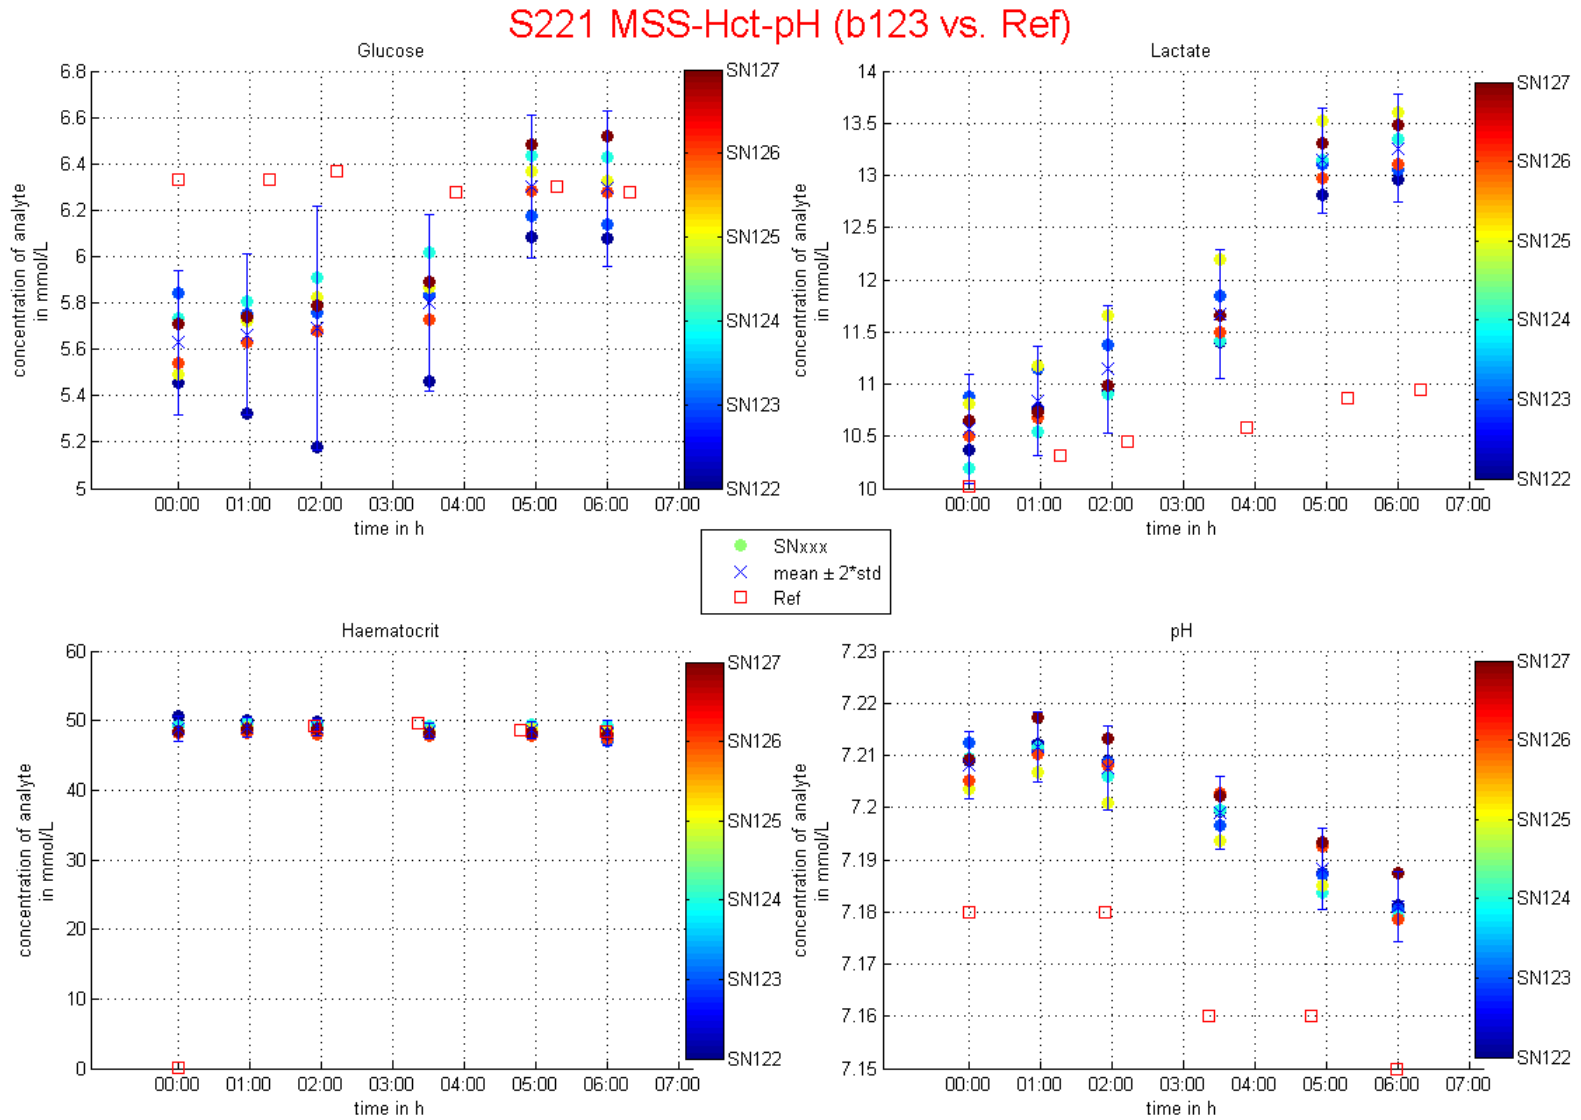 S221 MSS-Hct-pH (b123 vs. Ref)
Glucose
6.8
6.6
6.4
6.2
6
5.8
5.6
5.4
5.2
5
concentration of analyte
in mmol/L
00:00 01:00 02:00 03:00 04:00 05:00 06:00 07:00
time in h
SN127
SN126
SN125
SN124
SN123
SN122
Lactate
14
13.5
13
12.5
12
11.5
11
10.5
10
concentration of analyte
in mmol/L
00:00 01:00 02:00 03:00 04:00 05:00 06:00 07:00
time in h
SN127
SN126
SN125
SN124
SN123
SN122
SNxxx
mean ± 2*std
Ref
Haematocrit
60
50
40
30
20
10
0
concentration of analyte
in mmol/L
00:00 01:00 02:00 03:00 04:00 05:00 06:00 07:00
time in h
SN127
SN126
SN125
SN124
SN123
SN122
pH
7.23
7.22
7.21
7.2
7.19
7.18
7.17
7.16
7.15
concentration of analyte
in mmol/L
00:00 01:00 02:00 03:00 04:00 05:00 06:00 07:00
time in h
SN127
SN126
SN125
SN124
SN123
SN122